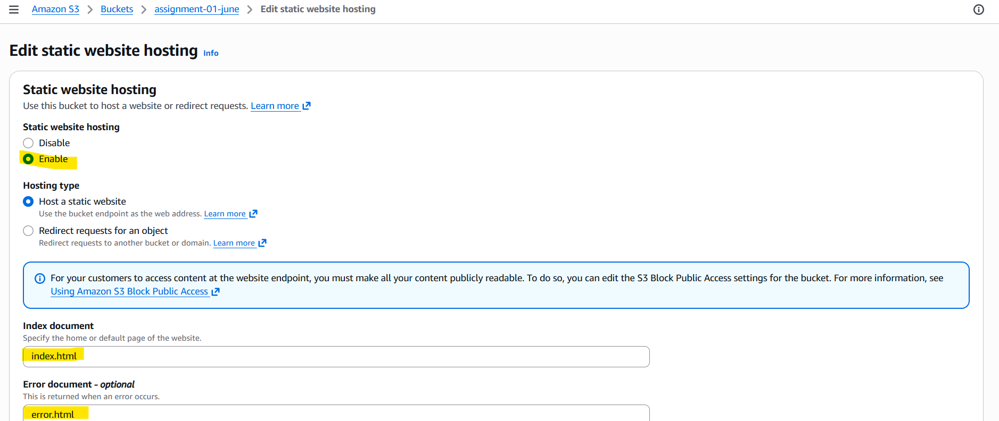 Amazon S3 > Buckets > assignment-01-june > Edit static website hosting
Edit static website hosting Info
Static website hosting
Use this bucket to host a website or redirect requests. Learn more
Static website hosting
Disable
Enable
Hosting type
Host a static website
Use the bucket endpoint as the web address. Learn more
Redirect requests for an object
Redirect requests to another bucket or domain. Learn more
For your customers to access content at the website endpoint, you must make all your content publicly readable. To do so, you can edit the S3 Block Public Access settings for the bucket. For more information, see
Using Amazon S3 Block Public Access
Index document
Specify the home or default page of the website.
index.html
Error document - optional
This is returned when an error occurs.
error.html